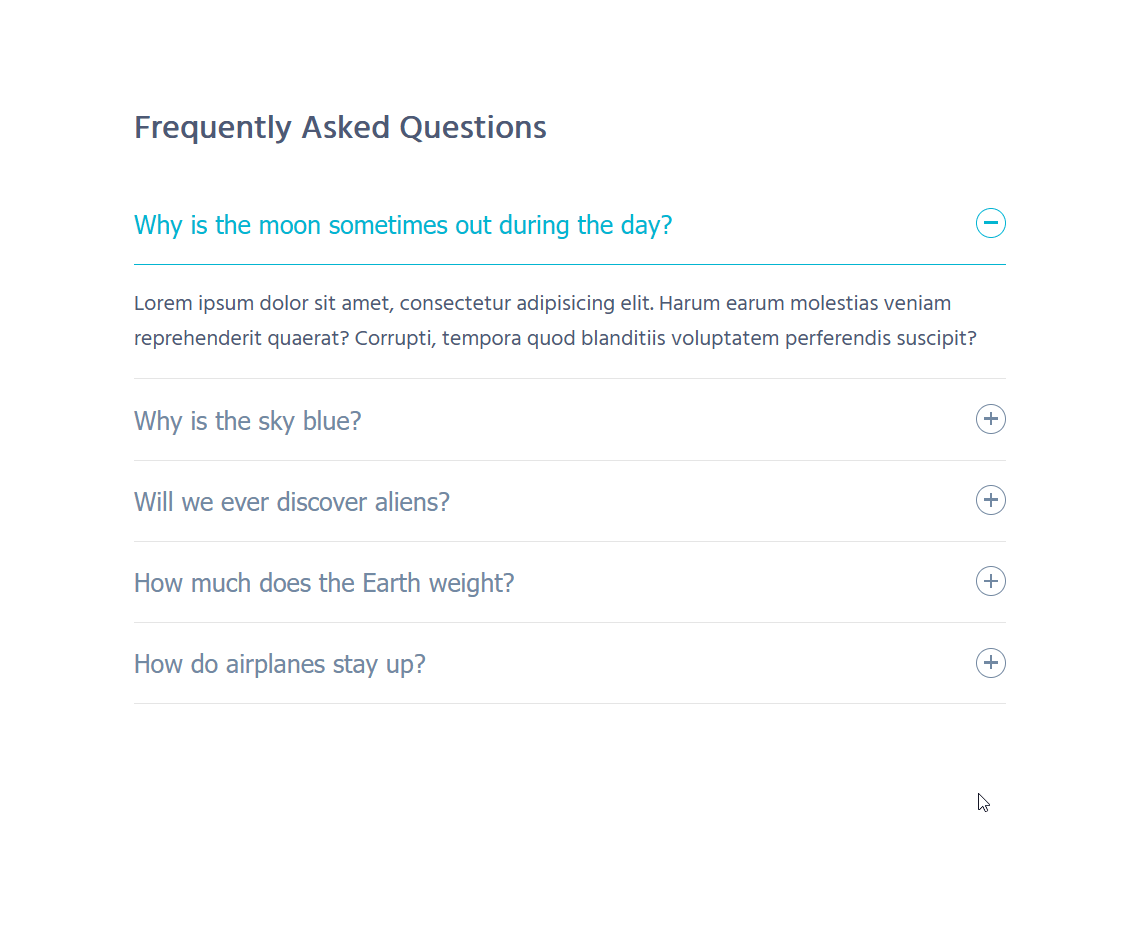 Frequently Asked Questions
Why is the moon sometimes out during the day?
Lorem ipsum dolor sit amet, consectetur adipisicing elit. Harum earum molestias veniam
reprehenderit quaerat? Corrupti, tempora quod blanditiis voluptatem perferendis suscipit?
Why is the sky blue?
Will we ever discover aliens?
How much does the Earth weight?
How do airplanes stay up?